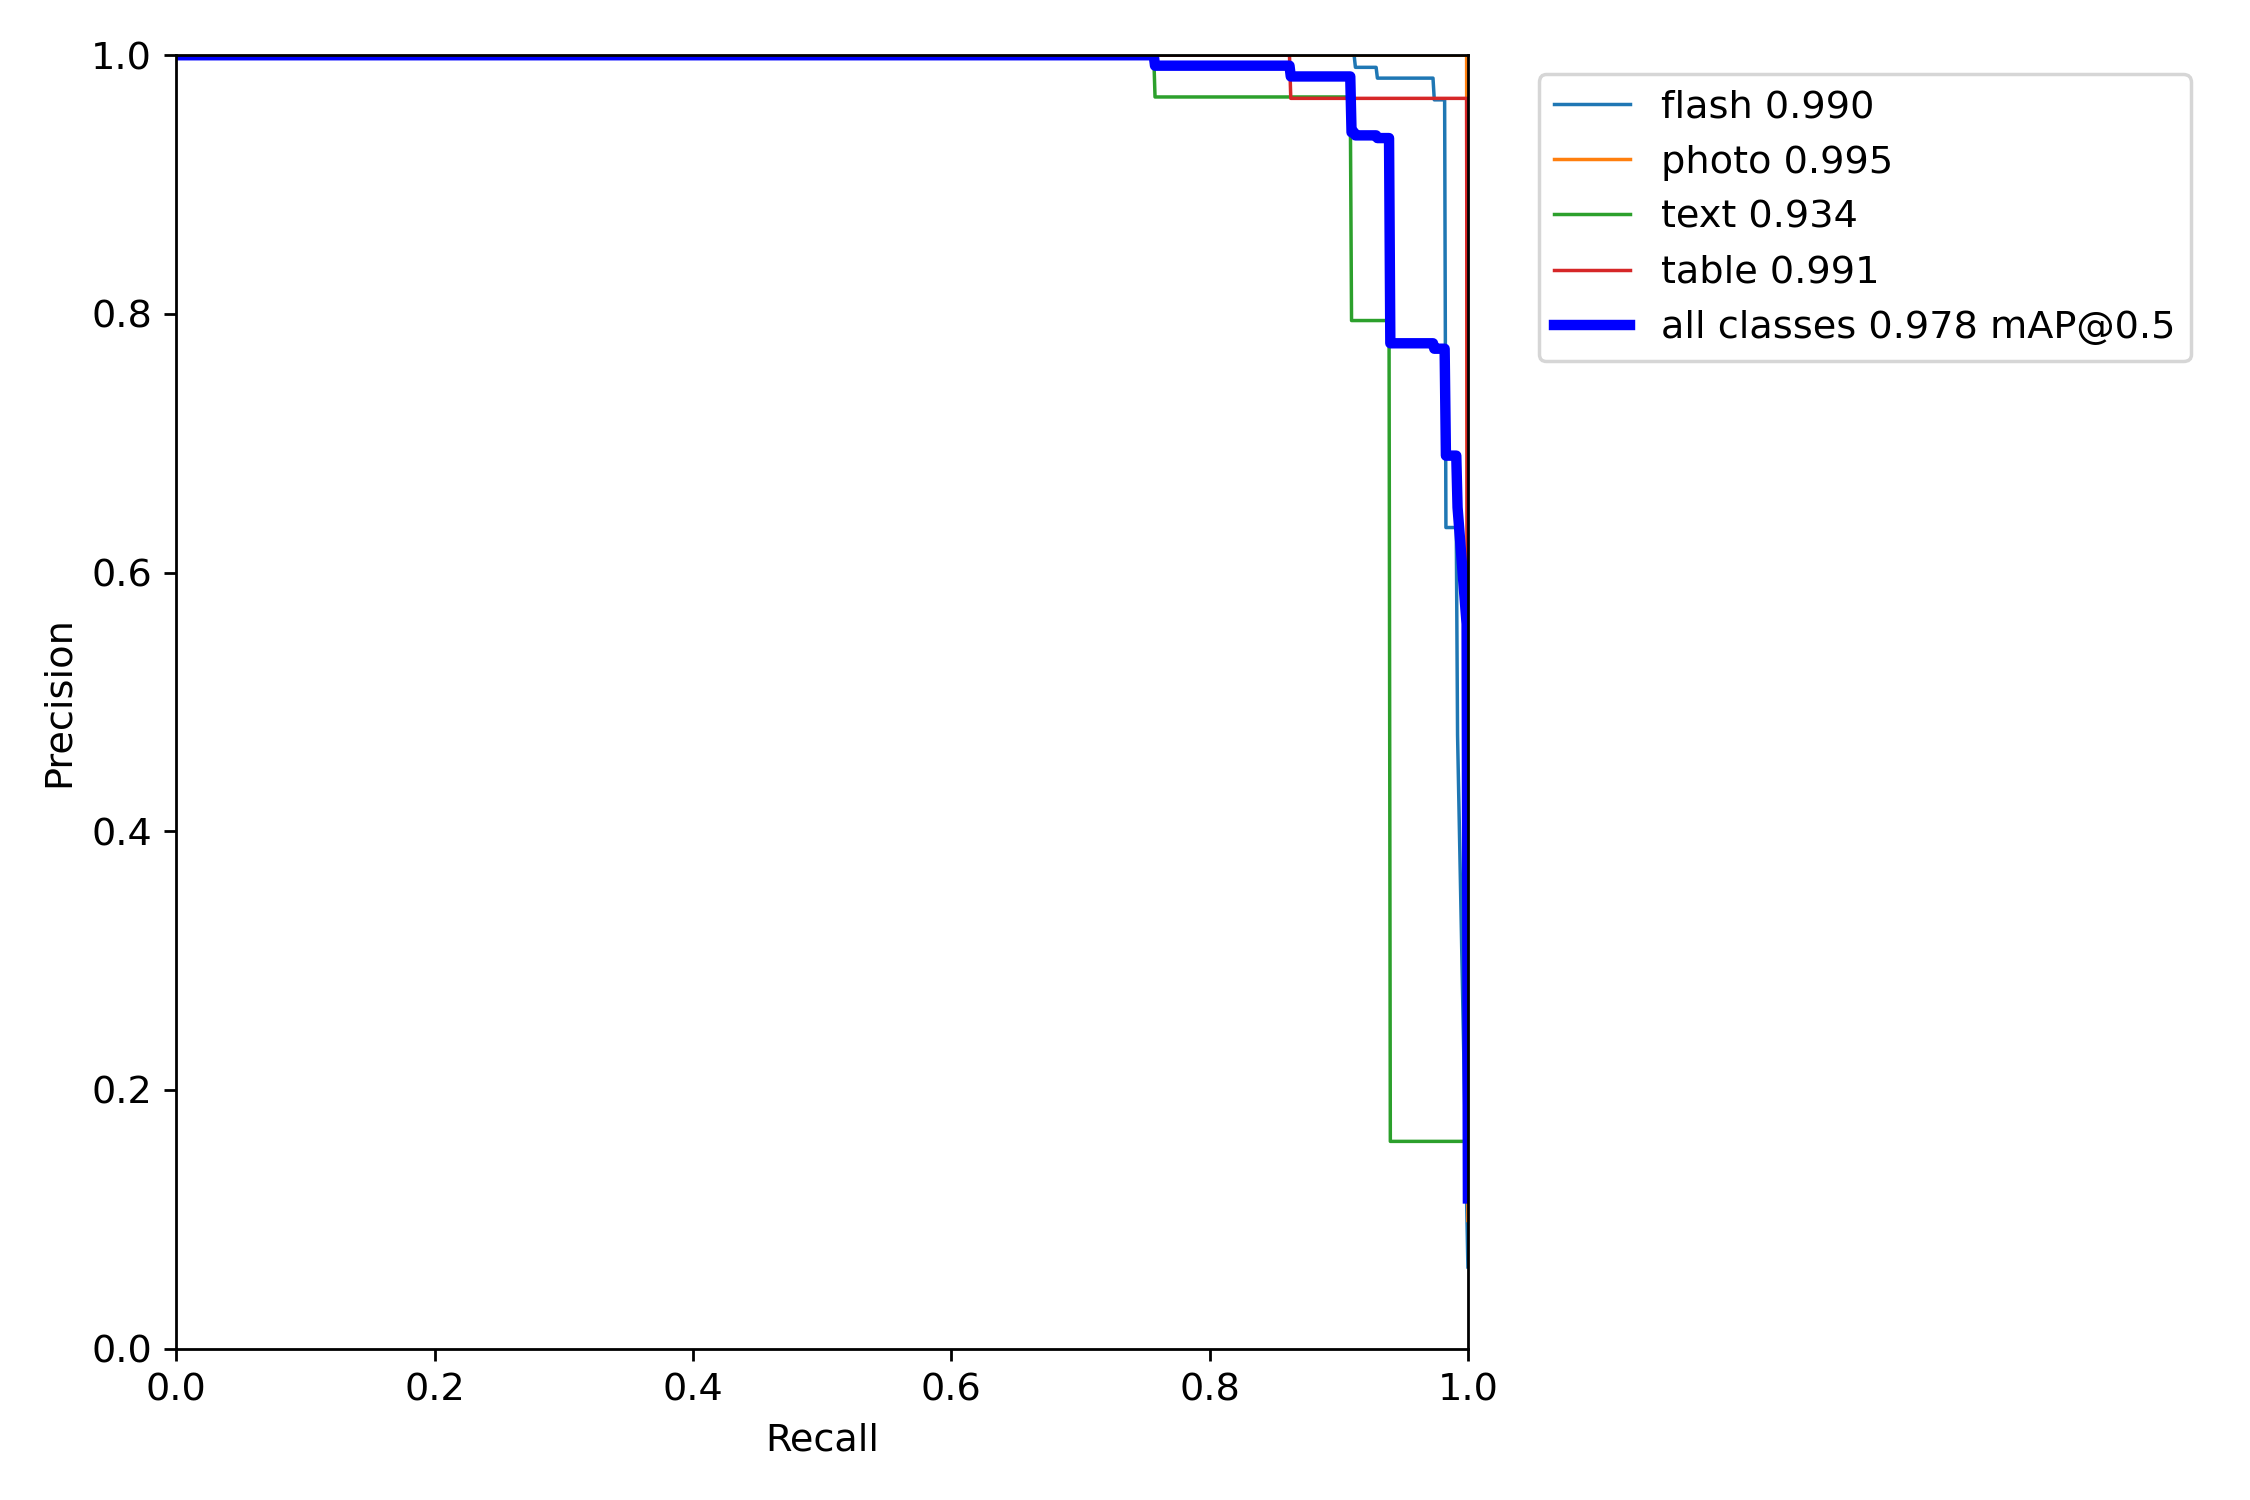 1.0
0.8
0.6
0.4
0.2
0.0
Precision
0.0 0.2 0.4 0.6 0.8 1.0
Recall
flash 0.990
photo 0.995
text 0.934
table 0.991
all classes 0.978 mAP@0.5